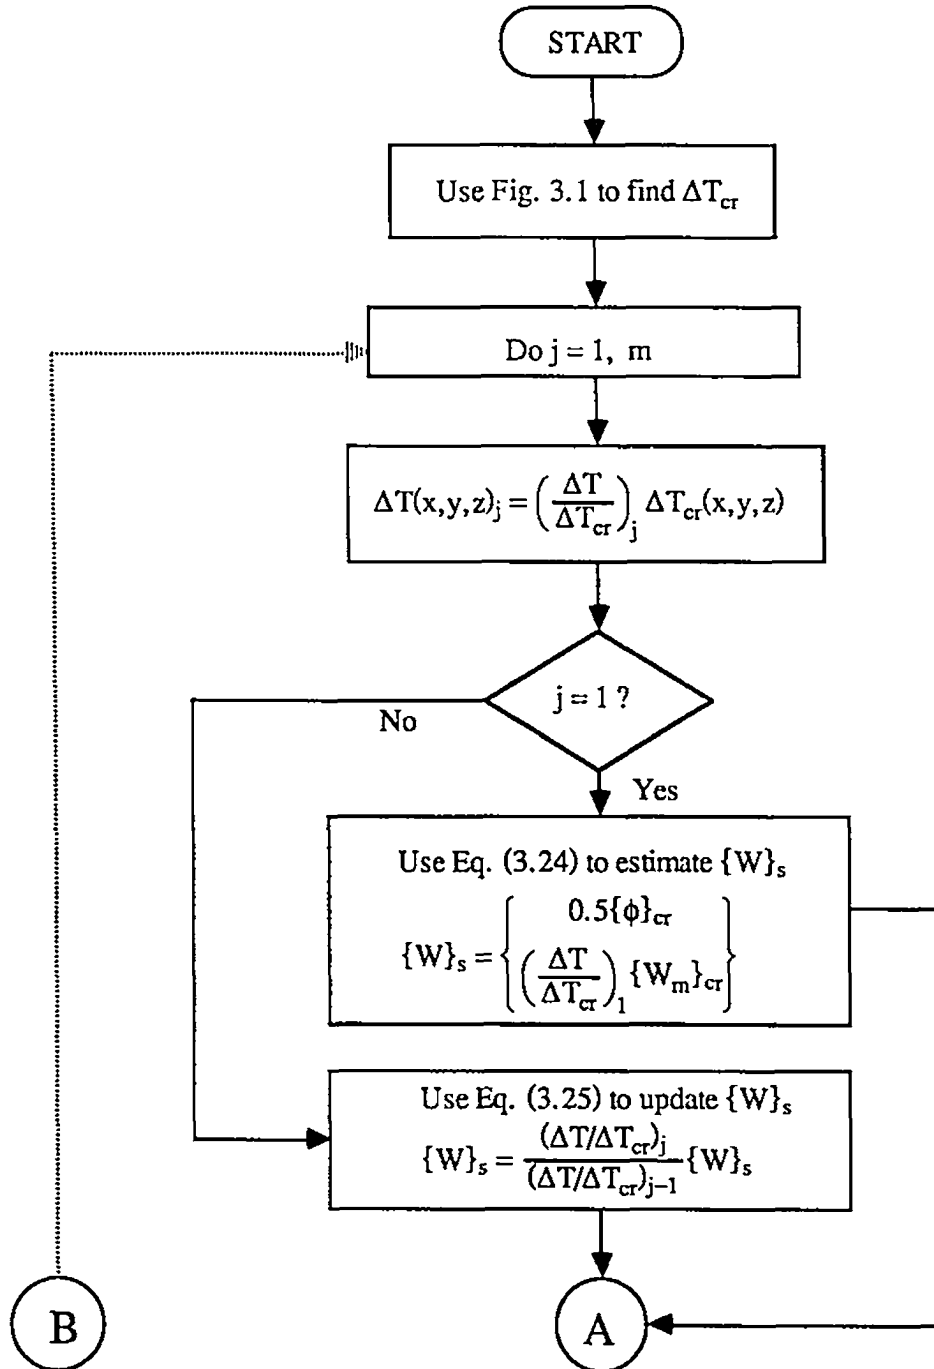 START
Use Fig. 3.1 to find ΔT_cr
Do j = 1, m
ΔT(x,y,z)_j = (ΔT/ΔT_cr)_j ΔT_cr(x,y,z)
j = 1 ?
No
Yes
Use Eq. (3.24) to estimate {W}_s
{W}_s = { 0.5{ϕ}_cr
(ΔT/ΔT_cr)_1 {W_m}_cr }
Use Eq. (3.25) to update {W}_s
{W}_s = (ΔT/ΔT_cr)_j / (ΔT/ΔT_cr)_j−1 {W}_s
B
A